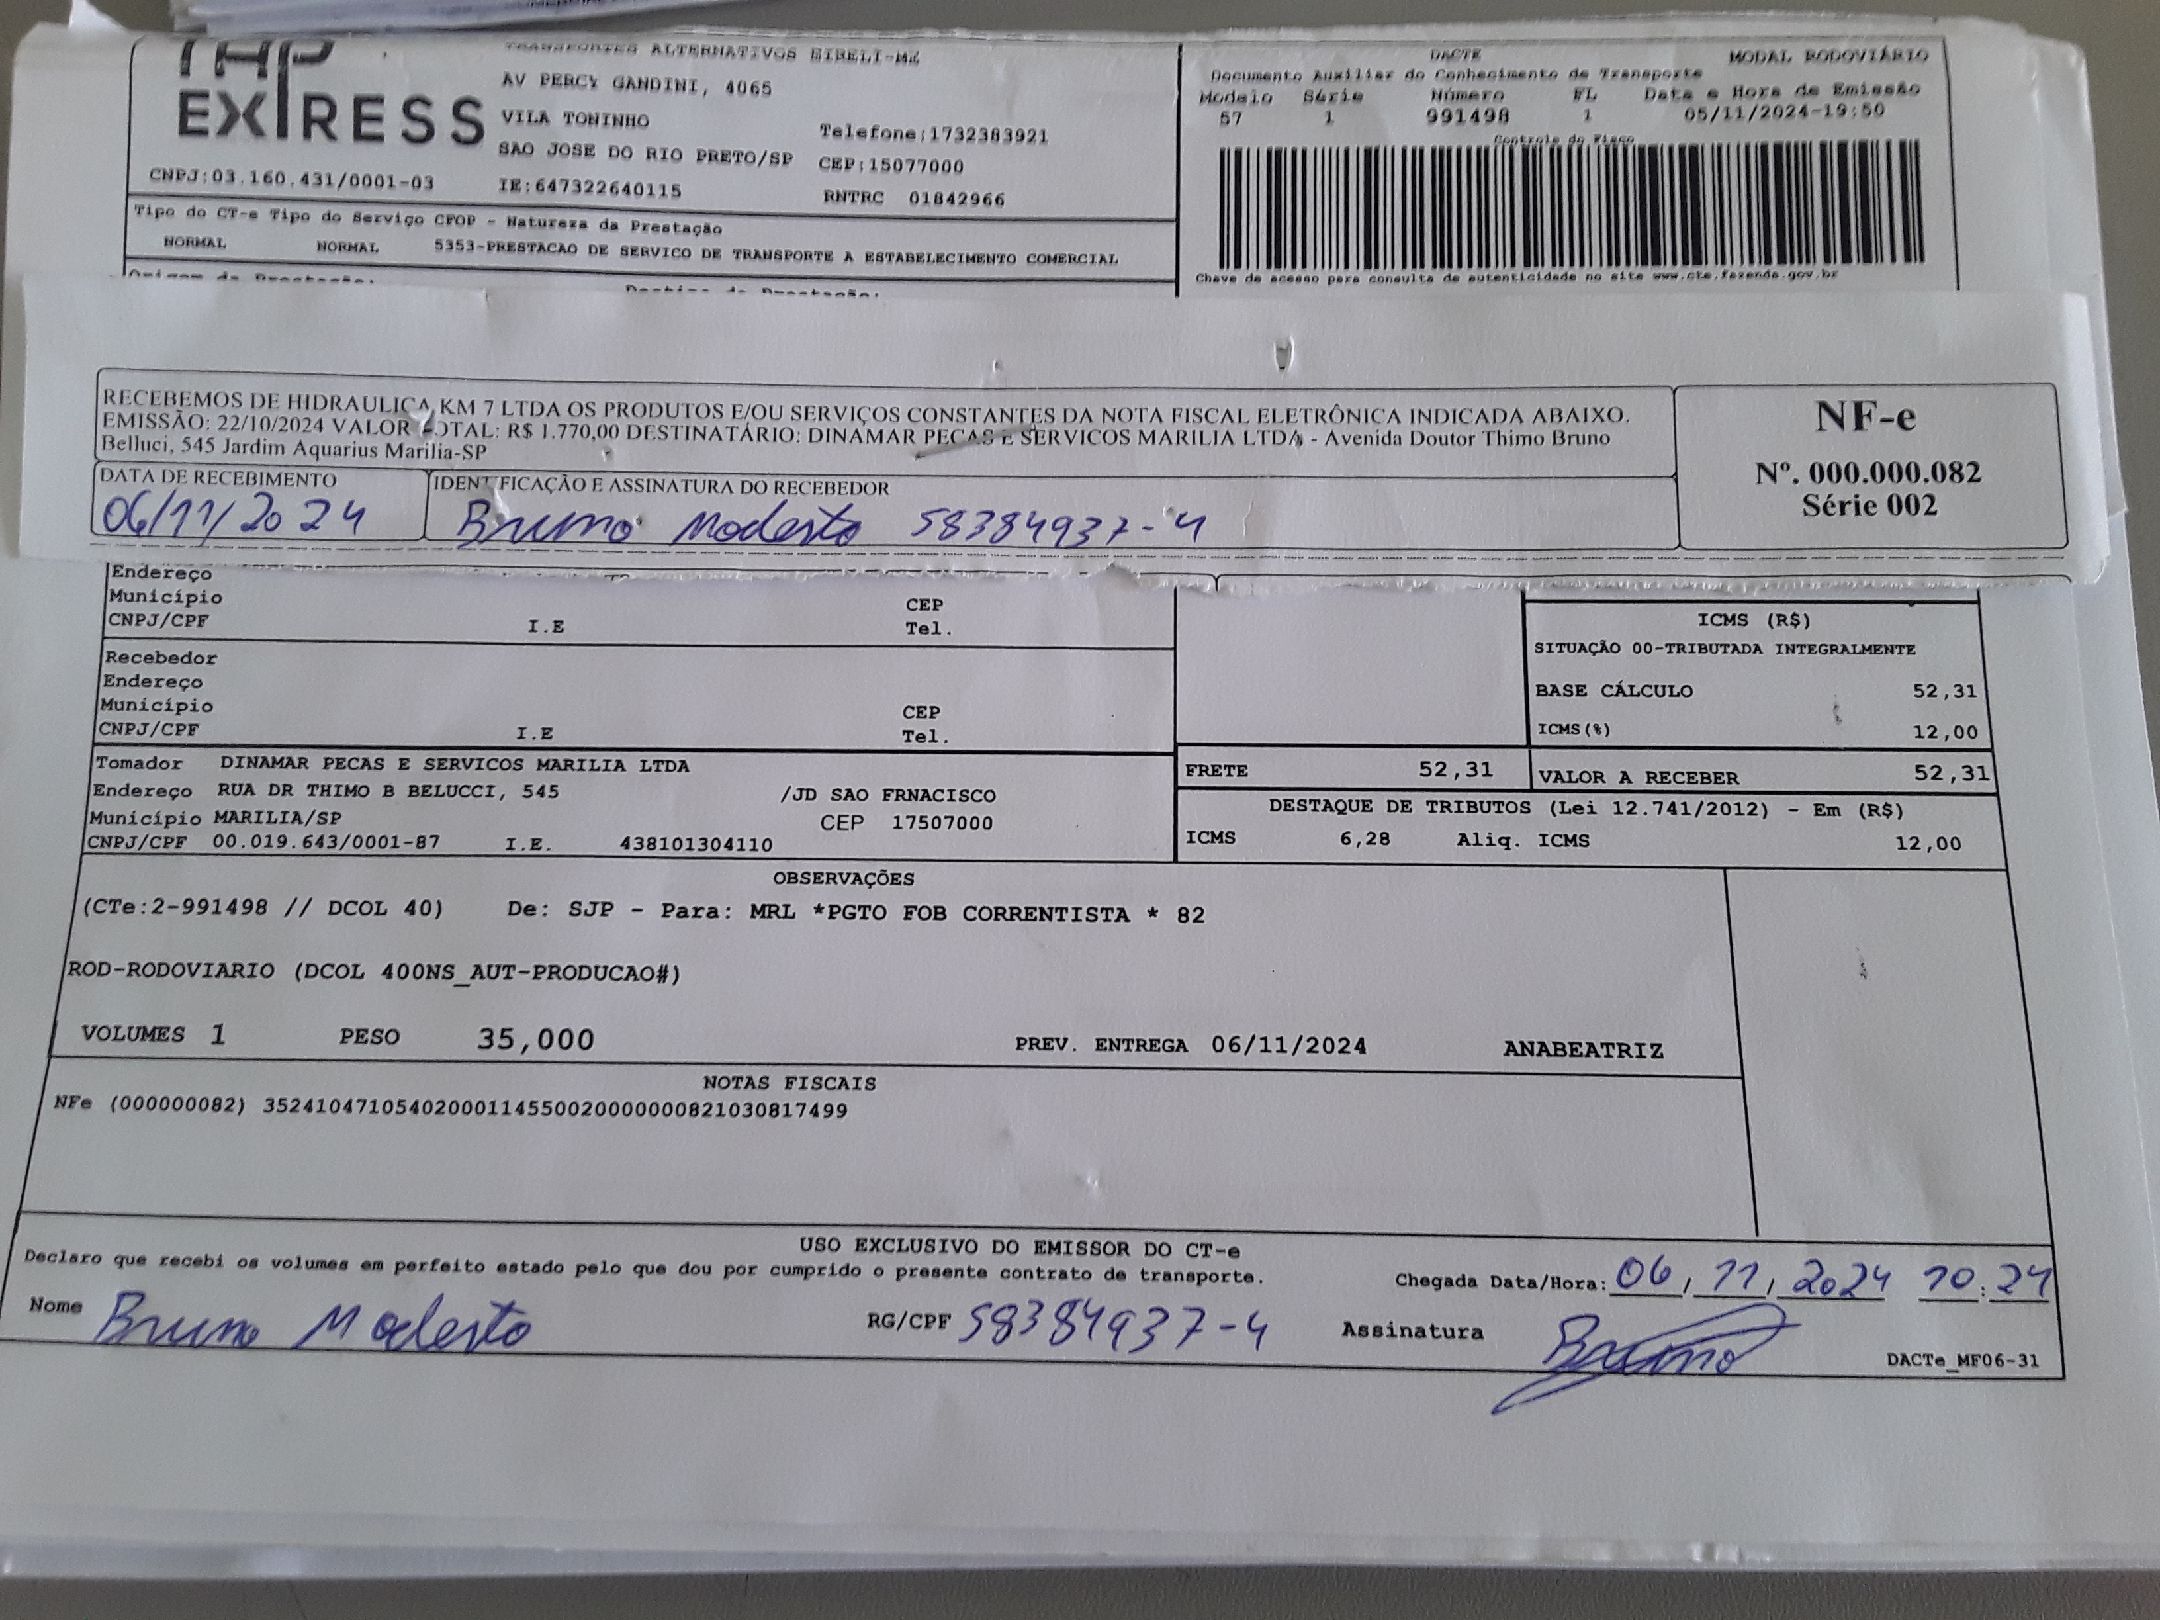 EXPRESS
TRANSPORTES ALTERNATIVOS EIRELI-MZ
AV PERCY GANDINI, 4065
VILA TONINHO
Telefone:1732383921
SAO JOSE DO RIO PRETO/SP CEP:15077000
CNPJ:03.160.431/0001-03 IE:647322640115 RNTRC 01842966
Tipo do CT-e Tipo do Serviço CFOP - Natureza da Prestação
NORMAL NORMAL 5353-PRESTACAO DE SERVICO DE TRANSPORTE A ESTABELECIMENTO COMERCIAL
Origem da Prestação: Destino da Prestação:
DACTE MODAL RODOVIÁRIO
Documento Auxiliar do Conhecimento de Transporte
Modelo Série Número FL Data e Hora de Emissão
57 1 991498 1 05/11/2024-19:50
Controle do Fisco
Chave de acesso para consulta de autenticidade no site www.cte.fazenda.gov.br
RECEBEMOS DE HIDRAULICA KM 7 LTDA OS PRODUTOS E/OU SERVIÇOS CONSTANTES DA NOTA FISCAL ELETRÔNICA INDICADA ABAIXO.
EMISSÃO: 22/10/2024 VALOR TOTAL: R$ 1.770,00 DESTINATÁRIO: DINAMAR PECAS E SERVICOS MARILIA LTDA - Avenida Doutor Thimo Bruno
Belluci, 545 Jardim Aquarius Marilia-SP
DATA DE RECEBIMENTO IDENTIFICAÇÃO E ASSINATURA DO RECEBEDOR
06/11/2024 Bruno Modesto 58384937-4
NF-e
Nº. 000.000.082
Série 002
Endereço
Município CEP
CNPJ/CPF I.E Tel.
Recebedor
Endereço
Município CEP
CNPJ/CPF I.E Tel.
ICMS (R$)
SITUAÇÃO 00-TRIBUTADA INTEGRALMENTE
BASE CÁLCULO 52,31
ICMS(%) 12,00
Tomador DINAMAR PECAS E SERVICOS MARILIA LTDA
Endereço RUA DR THIMO B BELUCCI, 545 /JD SAO FRNACISCO
Município MARILIA/SP CEP 17507000
CNPJ/CPF 00.019.643/0001-87 I.E. 438101304110
FRETE 52,31 VALOR A RECEBER 52,31
DESTAQUE DE TRIBUTOS (Lei 12.741/2012) - Em (R$)
ICMS 6,28 Aliq. ICMS 12,00
OBSERVAÇÕES
(CTe:2-991498 // DCOL 40) De: SJP - Para: MRL *PGTO FOB CORRENTISTA * 82
ROD-RODOVIARIO (DCOL 400NS_AUT-PRODUCAO#)
VOLUMES 1 PESO 35,000 PREV. ENTREGA 06/11/2024 ANABEATRIZ
NOTAS FISCAIS
NFe (000000082) 35241047105402000114550020000000821030817499
USO EXCLUSIVO DO EMISSOR DO CT-e
Declaro que recebi os volumes em perfeito estado pelo que dou por cumprido o presente contrato de transporte. Chegada Data/Hora: 06/11/2024 10:24
Nome Bruno Modesto RG/CPF 58384937-4 Assinatura Bruno
DACTe_MF06-31